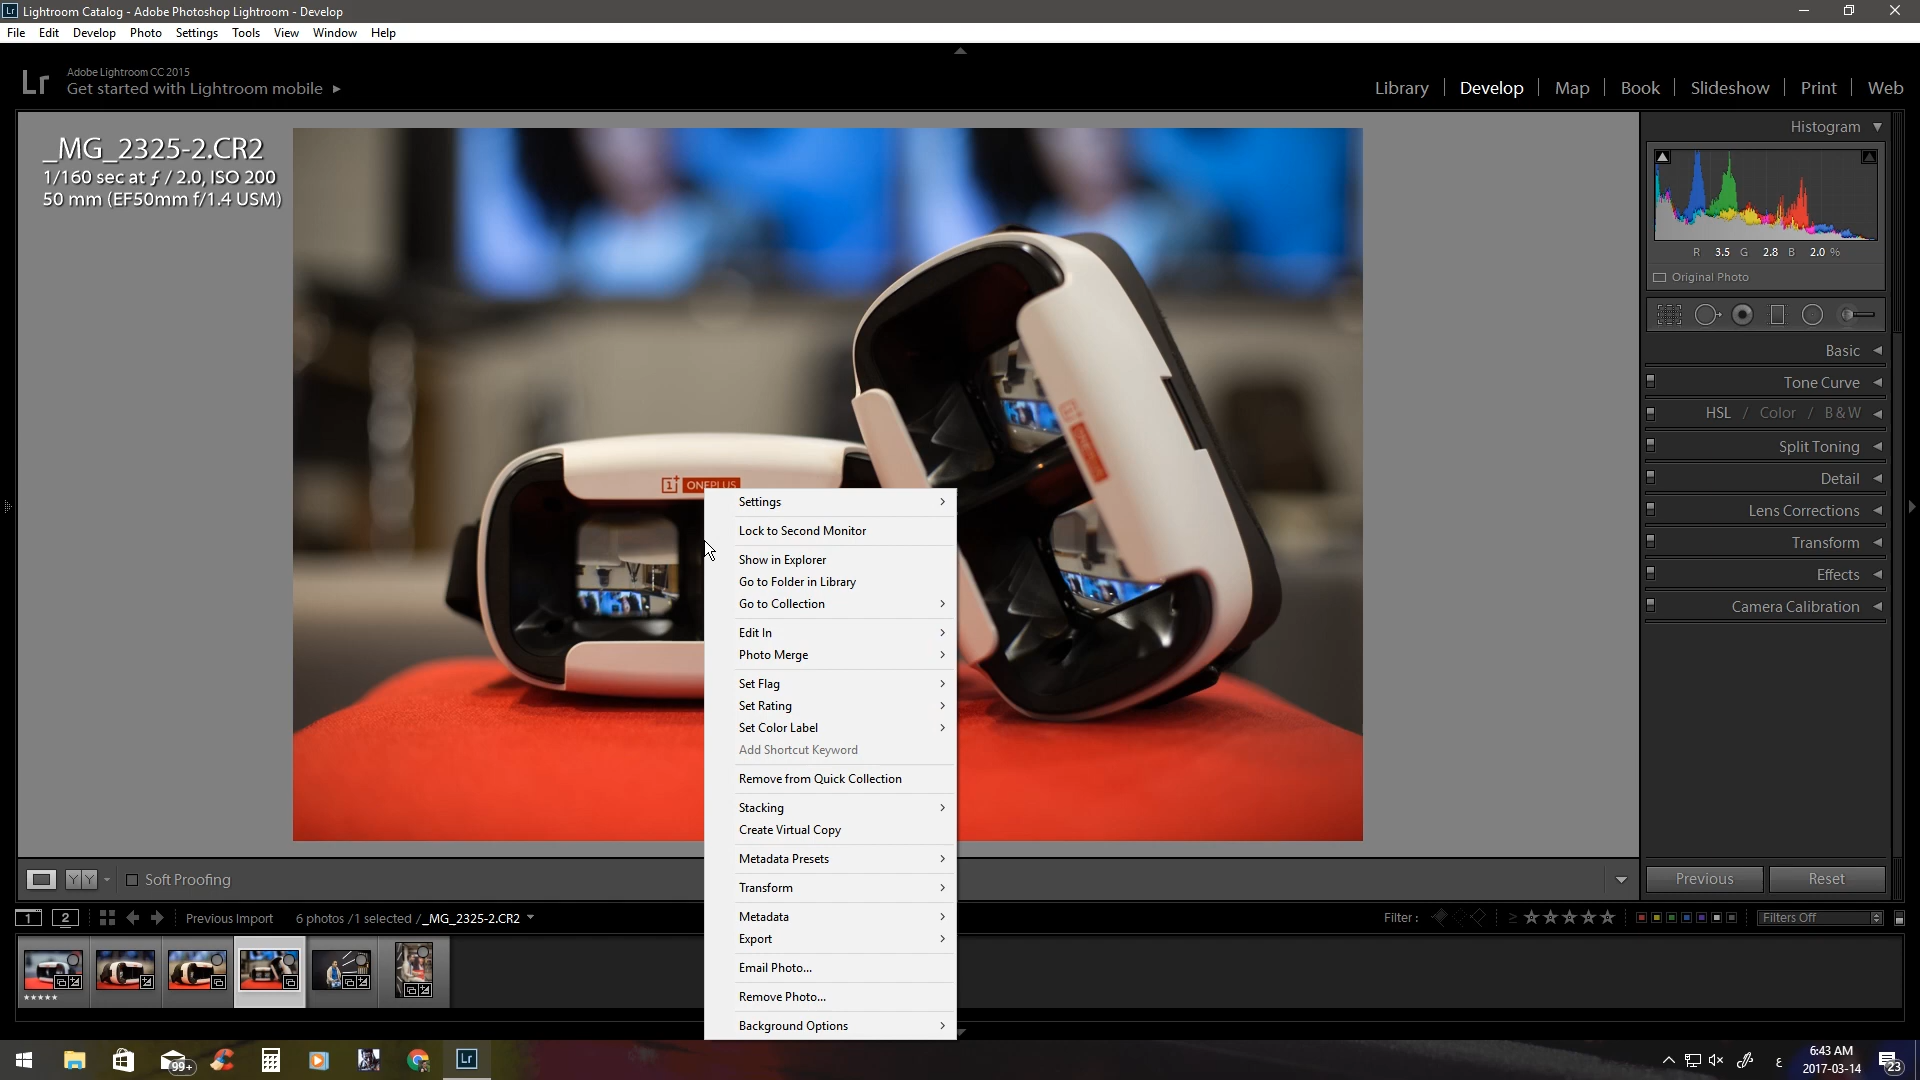 Lr Lightroom Catalog - Adobe Photoshop Lightroom - Develop
File Edit Develop Photo Settings Tools View Window Help
Lr
Adobe Lightroom CC 2015
Get started with Lightroom mobile
Library Develop Map Book Slideshow Print Web
_MG_2325-2.CR2
1/160 sec at ƒ / 2.0, ISO 200
50 mm (EF50mm f/1.4 USM)
Histogram
R 3.5 G 2.8 B 2.0 %
Original Photo
Basic
Tone Curve
HSL / Color / B & W
Split Toning
Detail
Lens Corrections
Transform
Effects
Camera Calibration
1+ ONEPLUS
Settings
Lock to Second Monitor
Show in Explorer
Go to Folder in Library
Go to Collection
Edit In
Photo Merge
Set Flag
Set Rating
Set Color Label
Add Shortcut Keyword
Remove from Quick Collection
Stacking
Create Virtual Copy
Metadata Presets
Transform
Metadata
Export
Email Photo...
Remove Photo...
Background Options
Y Y Soft Proofing
Previous Reset
1 2 Previous Import 6 photos / 1 selected / _MG_2325-2.CR2 Filter : ≥ Filters Off
99+ Lr ع 6:43 AM
2017-03-14 23